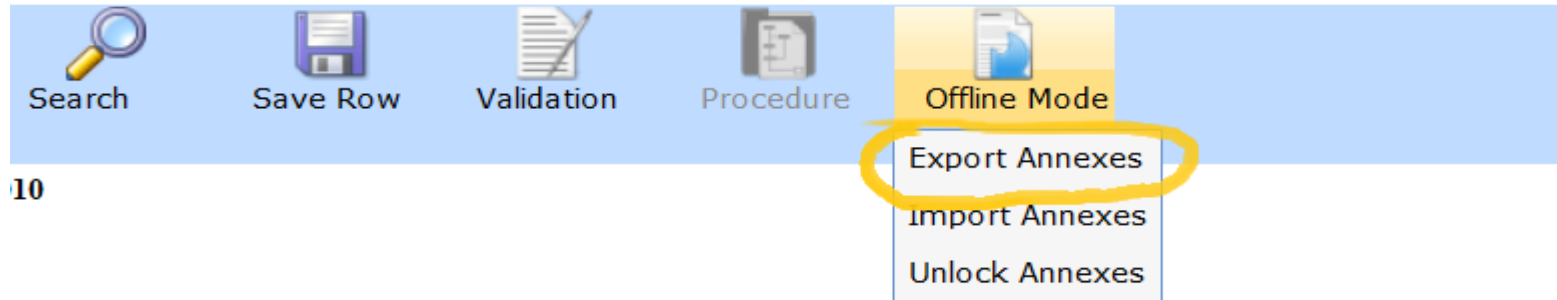 Search Save Row Validation Procedure Offline Mode
Export Annexes
10
Import Annexes
Unlock Annexes